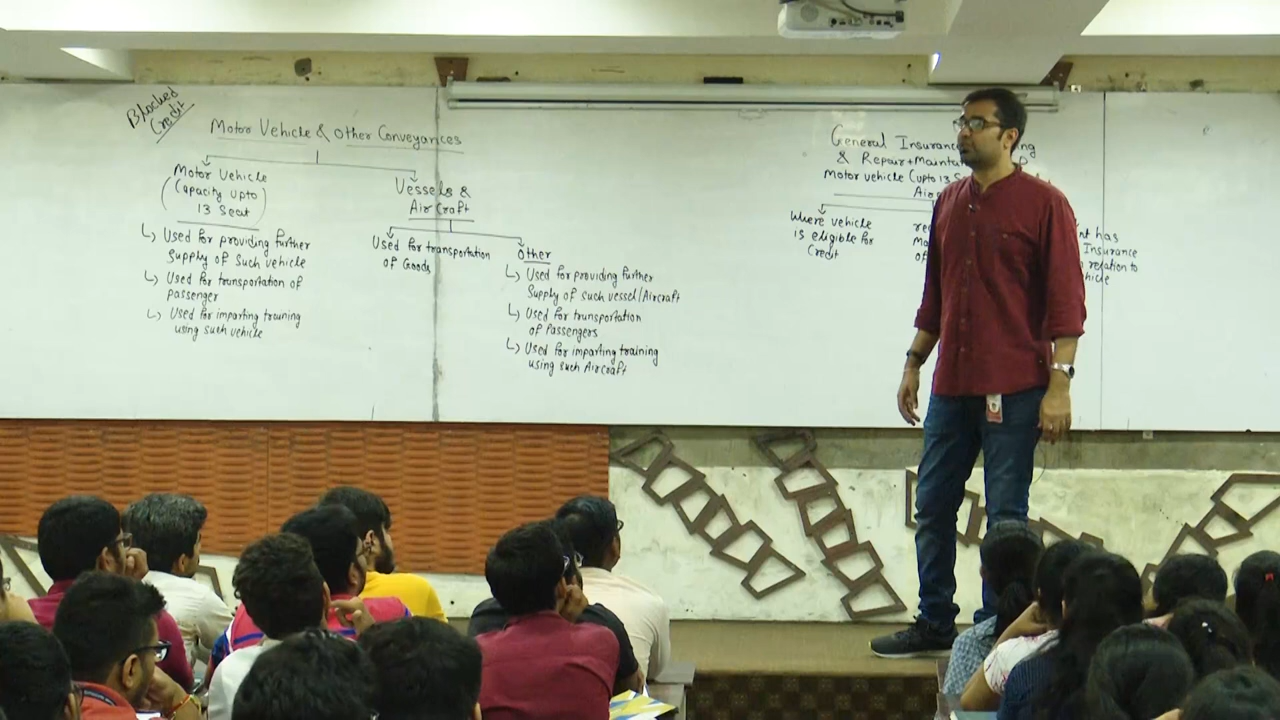 Blocked
Credit
Motor Vehicle & Other Conveyances
Motor Vehicle
(Capacity upto
13 Seat)
Used for providing further
Supply of such vehicle
Used for transportation of
passenger
Used for imparting training
using such vehicle
Vessels &
Air Craft
Used for transportation
of Goods
Other
Used for providing further
Supply of such vessel/Aircraft
Used for transportation
of Passengers
Used for imparting training
using such Aircraft
General
& Repair+
Motor vehicle (upto 13
Where vehicle
is eligible for
Credit
of
has
Insurance
relation to